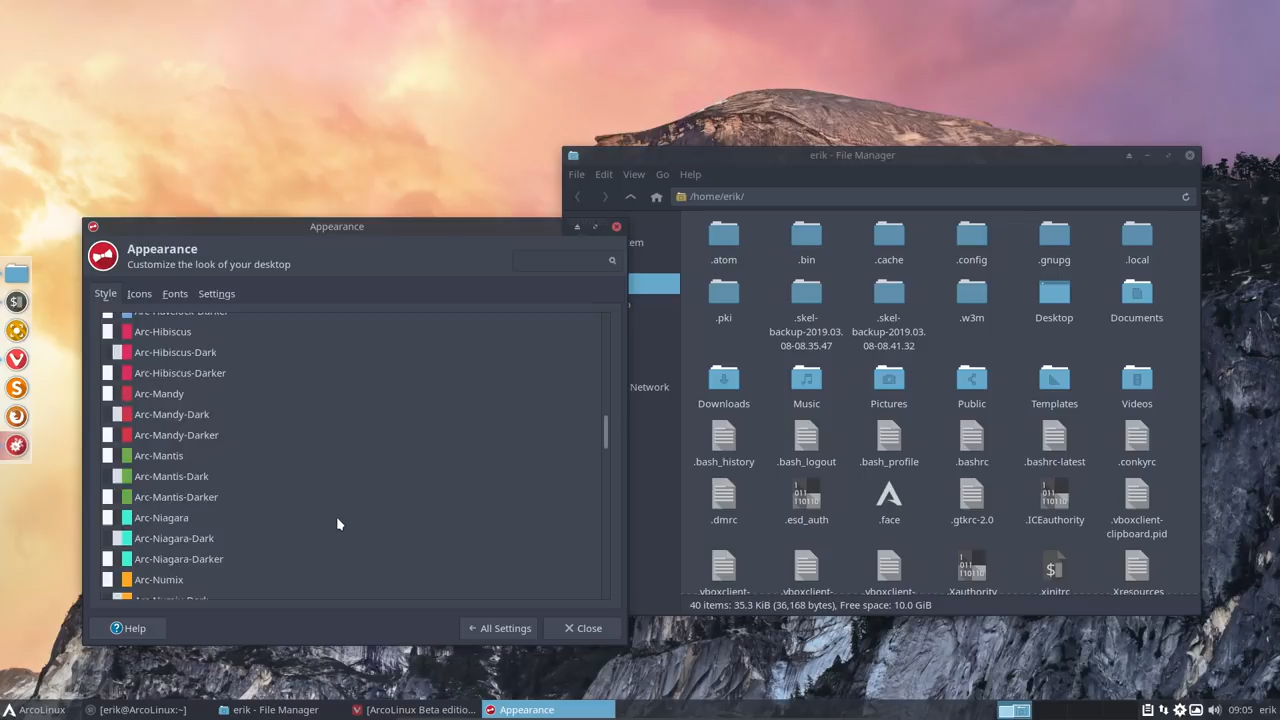 erik - File Manager
File Edit View Go Help
/home/erik/
Appearance
Appearance
Customize the look of your desktop
Style Icons Fonts Settings
Arc-Hibiscus
Arc-Hibiscus-Dark
Arc-Hibiscus-Darker
Arc-Mandy
Arc-Mandy-Dark
Arc-Mandy-Darker
Arc-Mantis
Arc-Mantis-Dark
Arc-Mantis-Darker
Arc-Niagara
Arc-Niagara-Dark
Arc-Niagara-Darker
Arc-Numix
Arc-Numix-Dark
Help
All Settings
Close
Network
.atom .bin .cache .config .gnupg .local
.pki .skel- .skel- .w3m Desktop Documents
backup-2019.03. backup-2019.03.
08-08.35.47 08-08.41.32
Downloads Music Pictures Public Templates Videos
.bash_history .bash_logout .bash_profile .bashrc .bashrc-latest .conkyrc
.dmrc .esd_auth .face .gtkrc-2.0 .ICEauthority .vboxclient-
clipboard.pid
.vboxclient- .vboxclient- .vboxclient- .Xauthority .xinitrc .Xresources
40 items: 35.3 KiB (36,168 bytes), Free space: 10.0 GiB
ArcoLinux [erik@ArcoLinux:~] erik - File Manager [ArcoLinux Beta editio... Appearance 09:05 erik